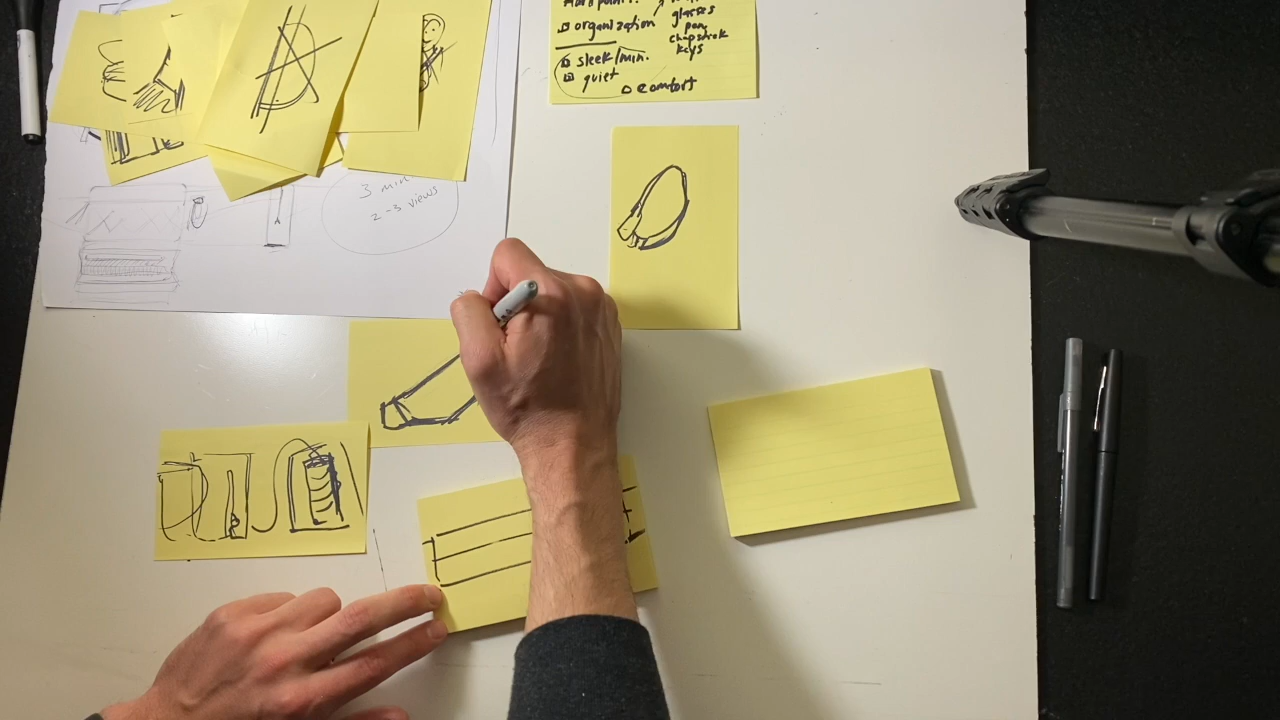 organization
glasses
pen
chapstick
keys
sleek/min.
quiet
comfort
3 min
2-3 views